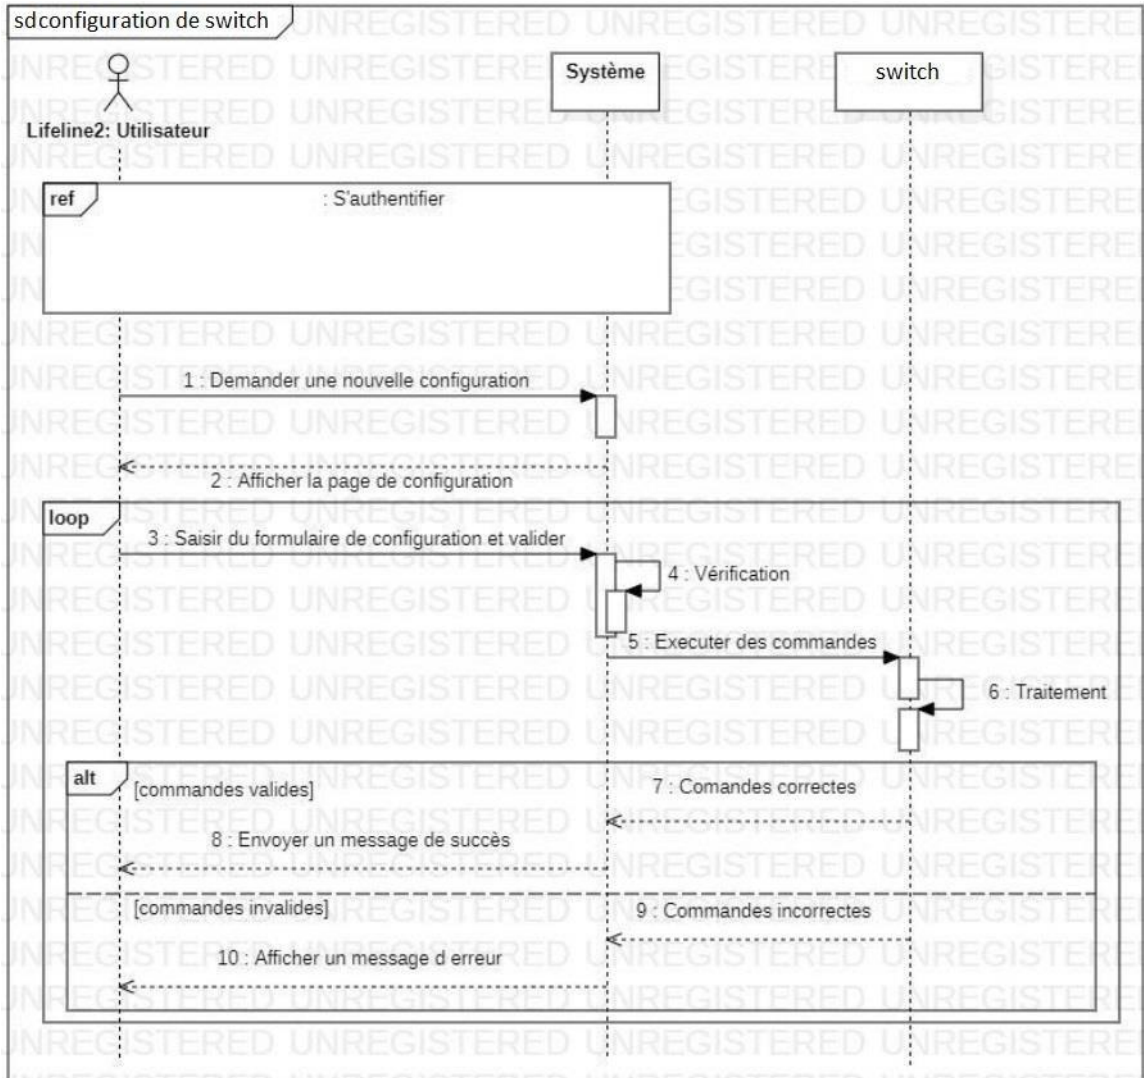 sdconfiguration de switch
Système
switch
Lifeline2: Utilisateur
ref
: S'authentifier
1 : Demander une nouvelle configuration
2 : Afficher la page de configuration
loop
3 : Saisir du formulaire de configuration et valider
4 : Vérification
5 : Executer des commandes
6 : Traitement
alt
[commandes valides]
7 : Comandes correctes
8 : Envoyer un message de succès
[commandes invalides]
9 : Commandes incorrectes
10 : Afficher un message d erreur
UNREGISTERED